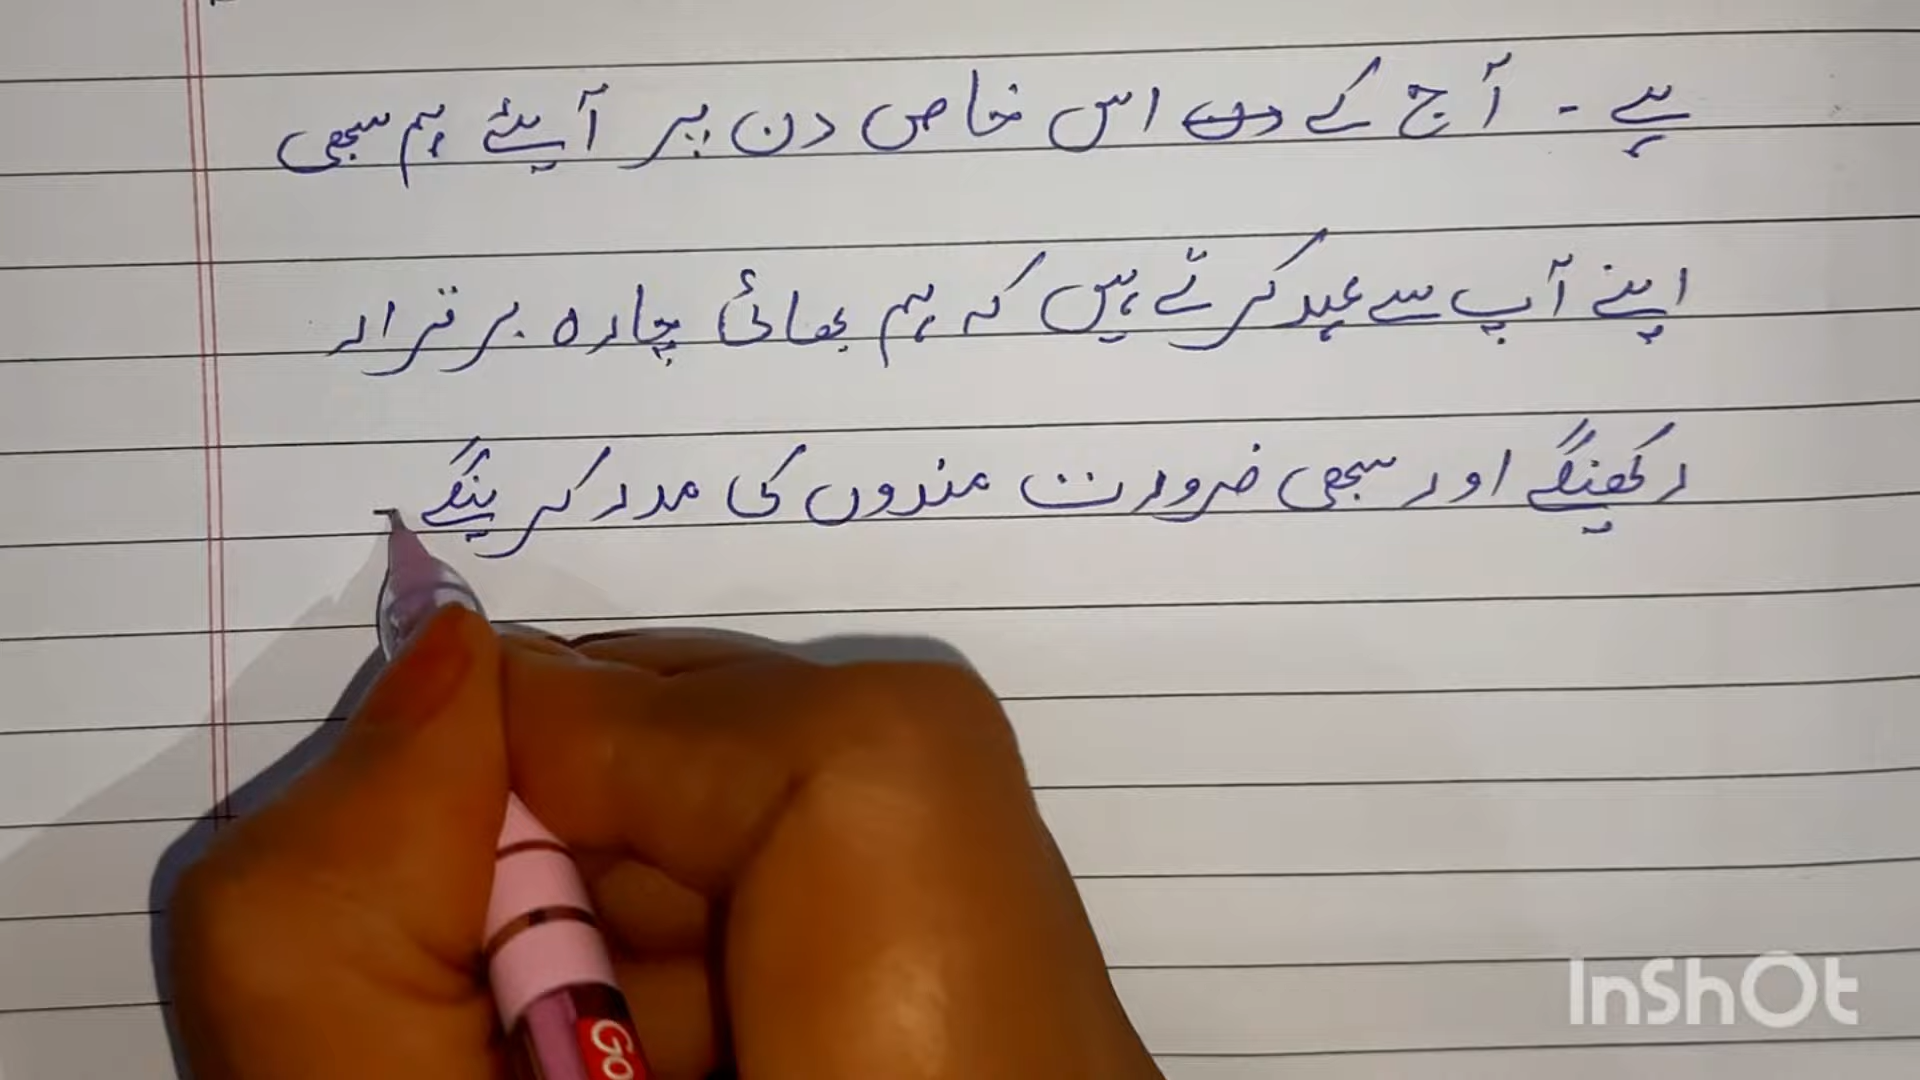 ہے ۔ آج کے دن اس خاص دن پر آیئے ہم سبھی
اپنے آپ سے عہد کرتے ہیں کہ ہم بھائی چارہ برقرار
رکھینگے اور سبھی ضرورت مندوں کی مدد کرینگے ۔
Go
InShOt